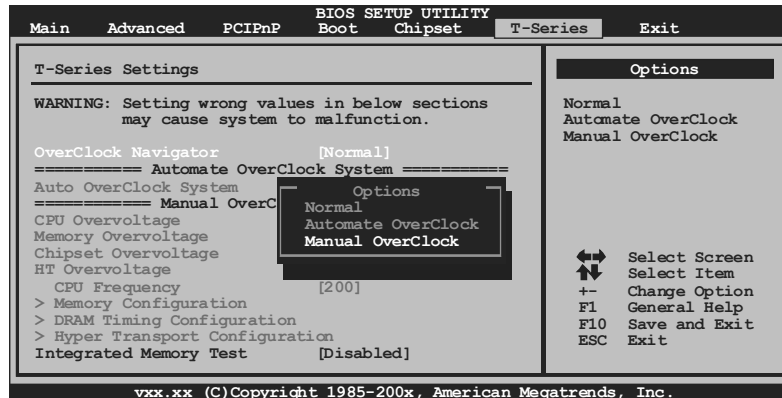 BIOS SETUP UTILITY
Main Advanced PCIPnP Boot Chipset T-Series Exit
T-Series Settings
WARNING: Setting wrong values in below sections
may cause system to malfunction.
OverClock Navigator [Normal]
=========== Automate OverClock System ===========
Auto OverClock System
============ Manual OverC
CPU Overvoltage
Memory Overvoltage
Chipset Overvoltage
HT Overvoltage
CPU Frequency [200]
> Memory Configuration
> DRAM Timing Configuration
> Hyper Transport Configuration
Integrated Memory Test [Disabled]
Options
Normal
Automate OverClock
Manual OverClock
Options
Normal
Automate OverClock
Manual OverClock
Select Screen
Select Item
+- Change Option
F1 General Help
F10 Save and Exit
ESC Exit
vxx.xx (C)Copyright 1985-200x, American Megatrends, Inc.